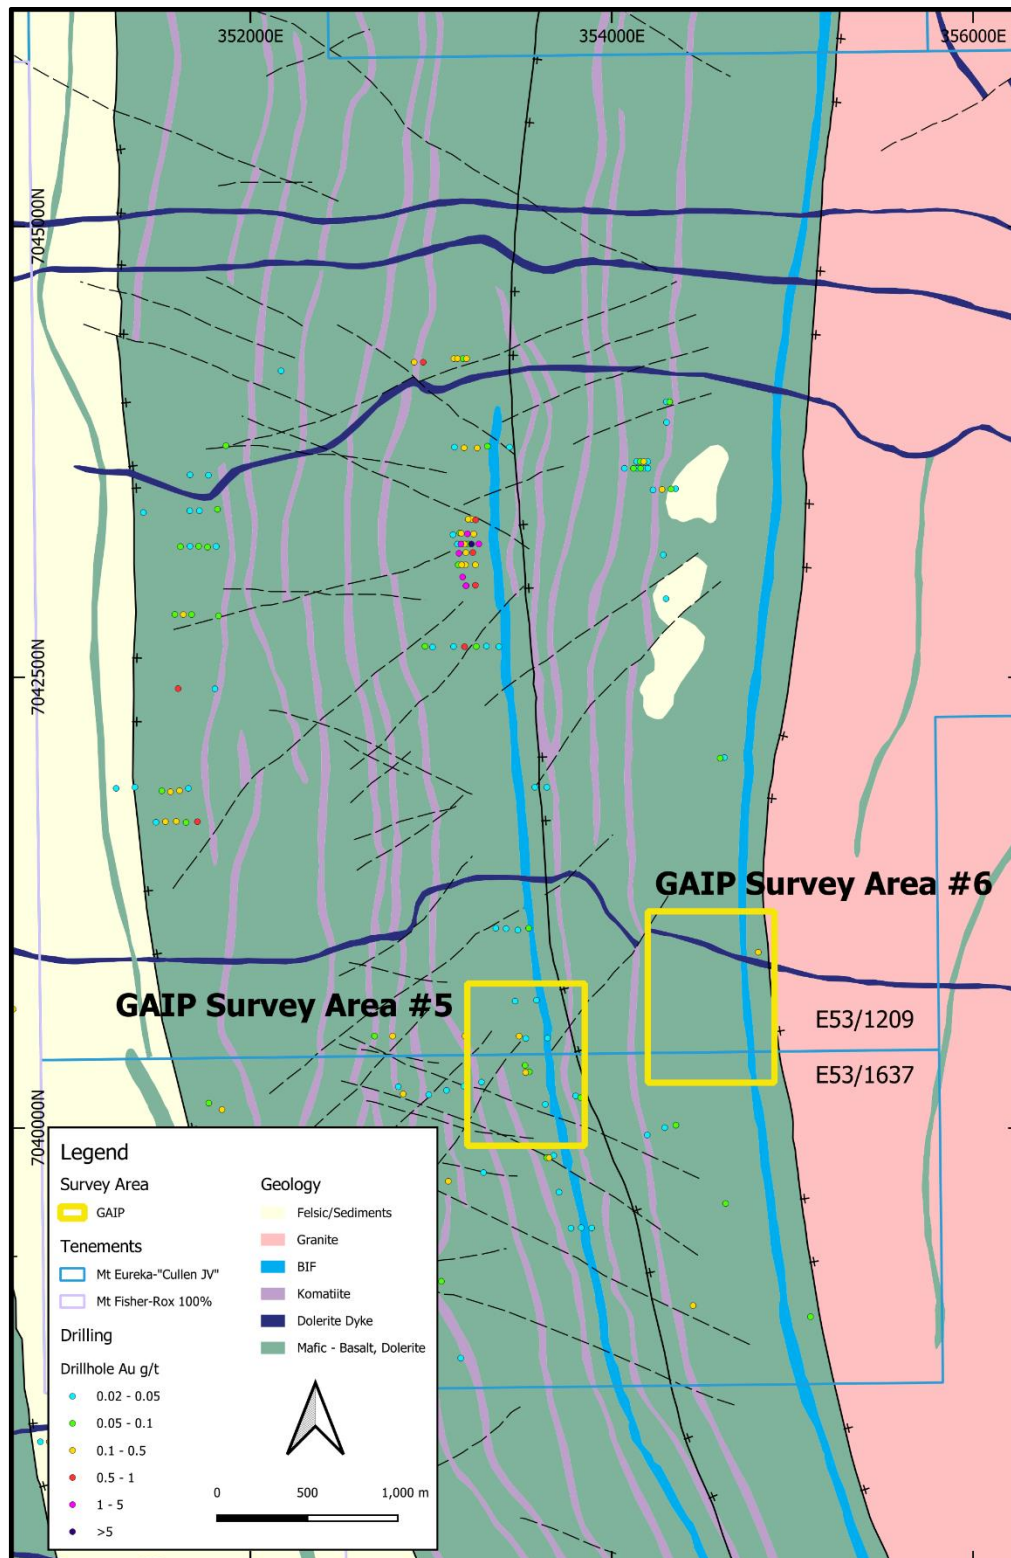 352000E
354000E
356000E
7045000N
7042500N
GAIP Survey Area #6
GAIP Survey Area #5
E53/1209
E53/1637
7040000N
Legend
Survey Area
GAIP
Tenements
Mt Eureka-"Cullen JV"
Mt Fisher-Rox 100%
Drilling
Drillhole Au g/t
0.02 - 0.05
0.05 - 0.1
0.1 - 0.5
0.5 - 1
1 - 5
>5
Geology
Felsic/Sediments
Granite
BIF
Komatiite
Dolerite Dyke
Mafic - Basalt, Dolerite
0 500 1,000 m